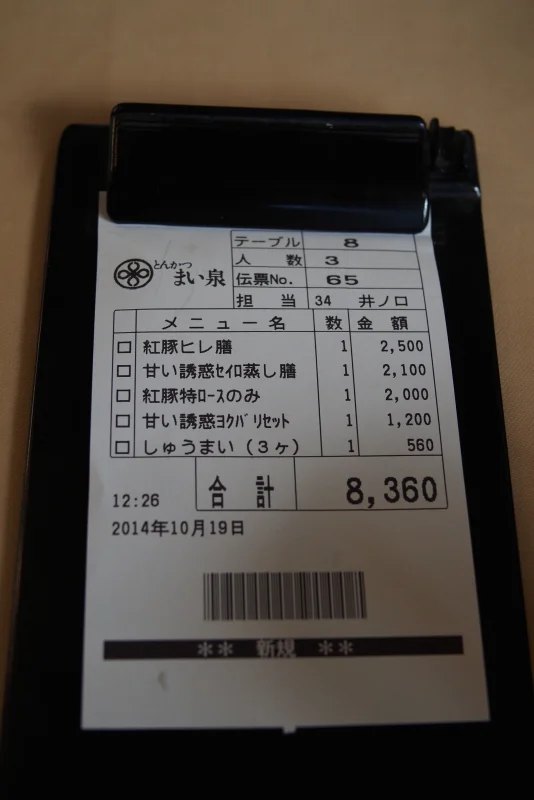 とんかつ
まい泉
テーブル 8
人数 3
伝票No. 65
担当 34 井ノ口
メニュー名 数 金額
□ 紅豚ヒレ膳 1 2,500
□ 甘い誘惑ｾｲﾛ蒸し膳 1 2,100
□ 紅豚特ﾛｰｽのみ 1 2,000
□ 甘い誘惑ﾖｸﾊﾞﾘｾｯﾄ 1 1,200
□ しゅうまい（3ヶ） 1 560
合計 8,360
12:26
2014年10月19日
** 新規 **